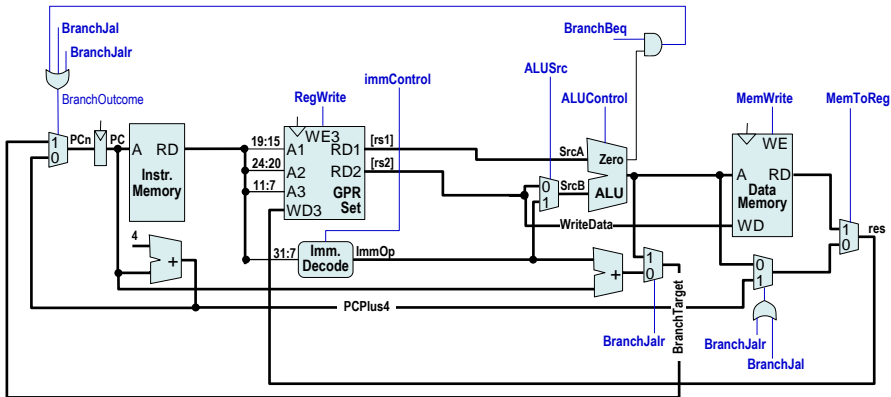 BranchJal
BranchJalr
BranchOutcome
BranchBeq
ALUSrc
immControl
RegWrite
ALUControl
MemWrite
MemToReg
1
0
PCn
PC
A RD
Instr.
Memory
19:15
24:20
11:7
WE3
A1 RD1
A2 RD2
A3 GPR
WD3 Set
[rs1]
[rs2]
SrcA
Zero
0
1
SrcB
ALU
WriteData
WE
A RD
Data
Memory
WD
1
0
res
4
+
31:7
Imm.
Decode
ImmOp
+
1
0
0
1
PCPlus4
BranchTarget
BranchJalr
BranchJalr
BranchJal